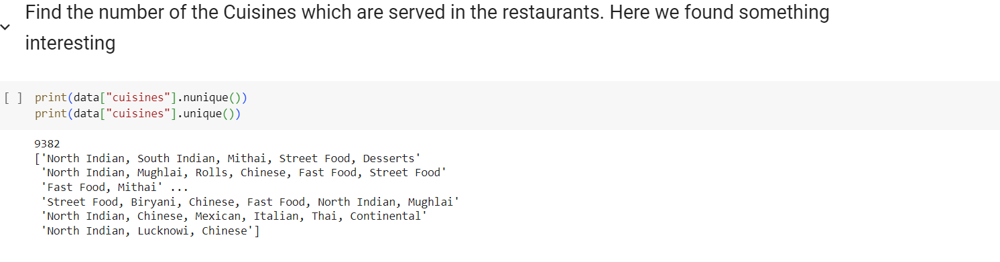 Find the number of the Cuisines which are served in the restaurants. Here we found something
interesting
[ ] print(data["cuisines"].nunique())
print(data["cuisines"].unique())
9382
['North Indian, South Indian, Mithai, Street Food, Desserts'
'North Indian, Mughlai, Rolls, Chinese, Fast Food, Street Food'
'Fast Food, Mithai' ...
'Street Food, Biryani, Chinese, Fast Food, North Indian, Mughlai'
'North Indian, Chinese, Mexican, Italian, Thai, Continental'
'North Indian, Lucknowi, Chinese']